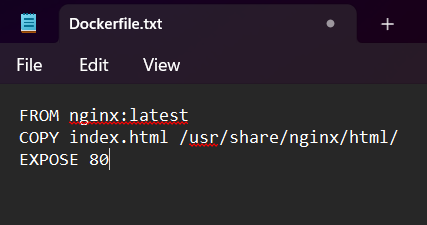 Dockerfile.txt
File Edit View
FROM nginx:latest
COPY index.html /usr/share/nginx/html/
EXPOSE 80